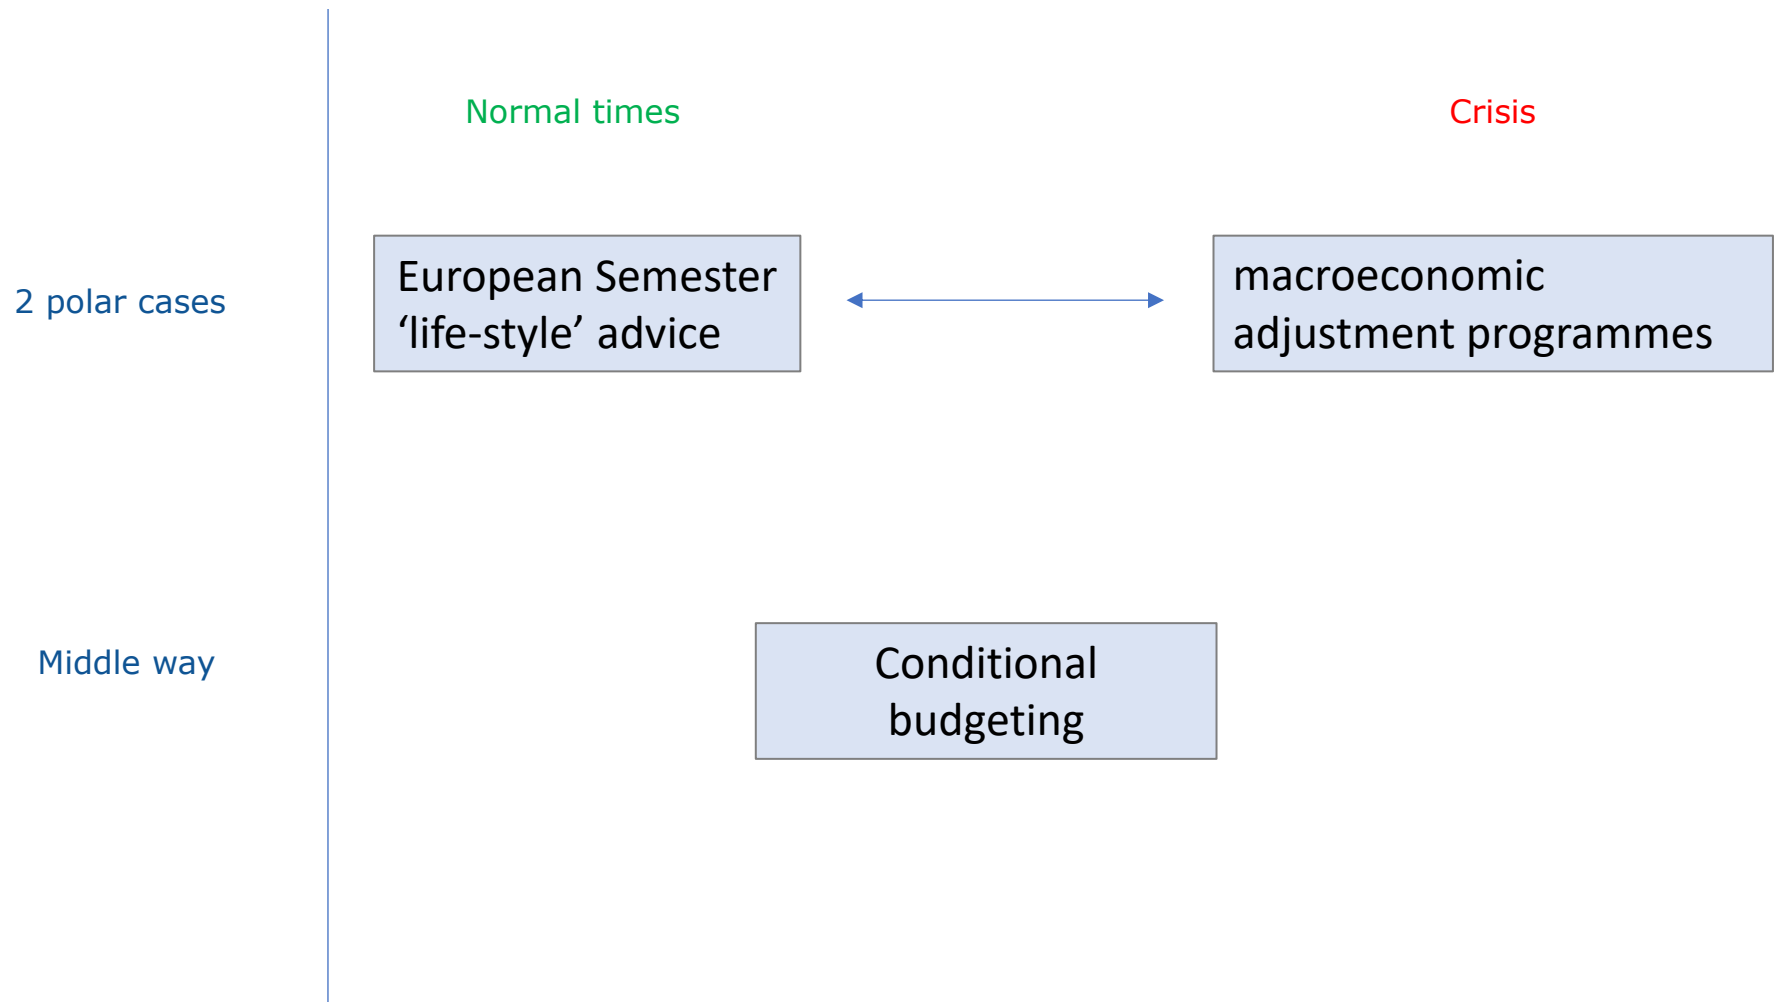 Normal times
Crisis
2 polar cases
European Semester
‘life-style’ advice
macroeconomic
adjustment programmes
Middle way
Conditional
budgeting